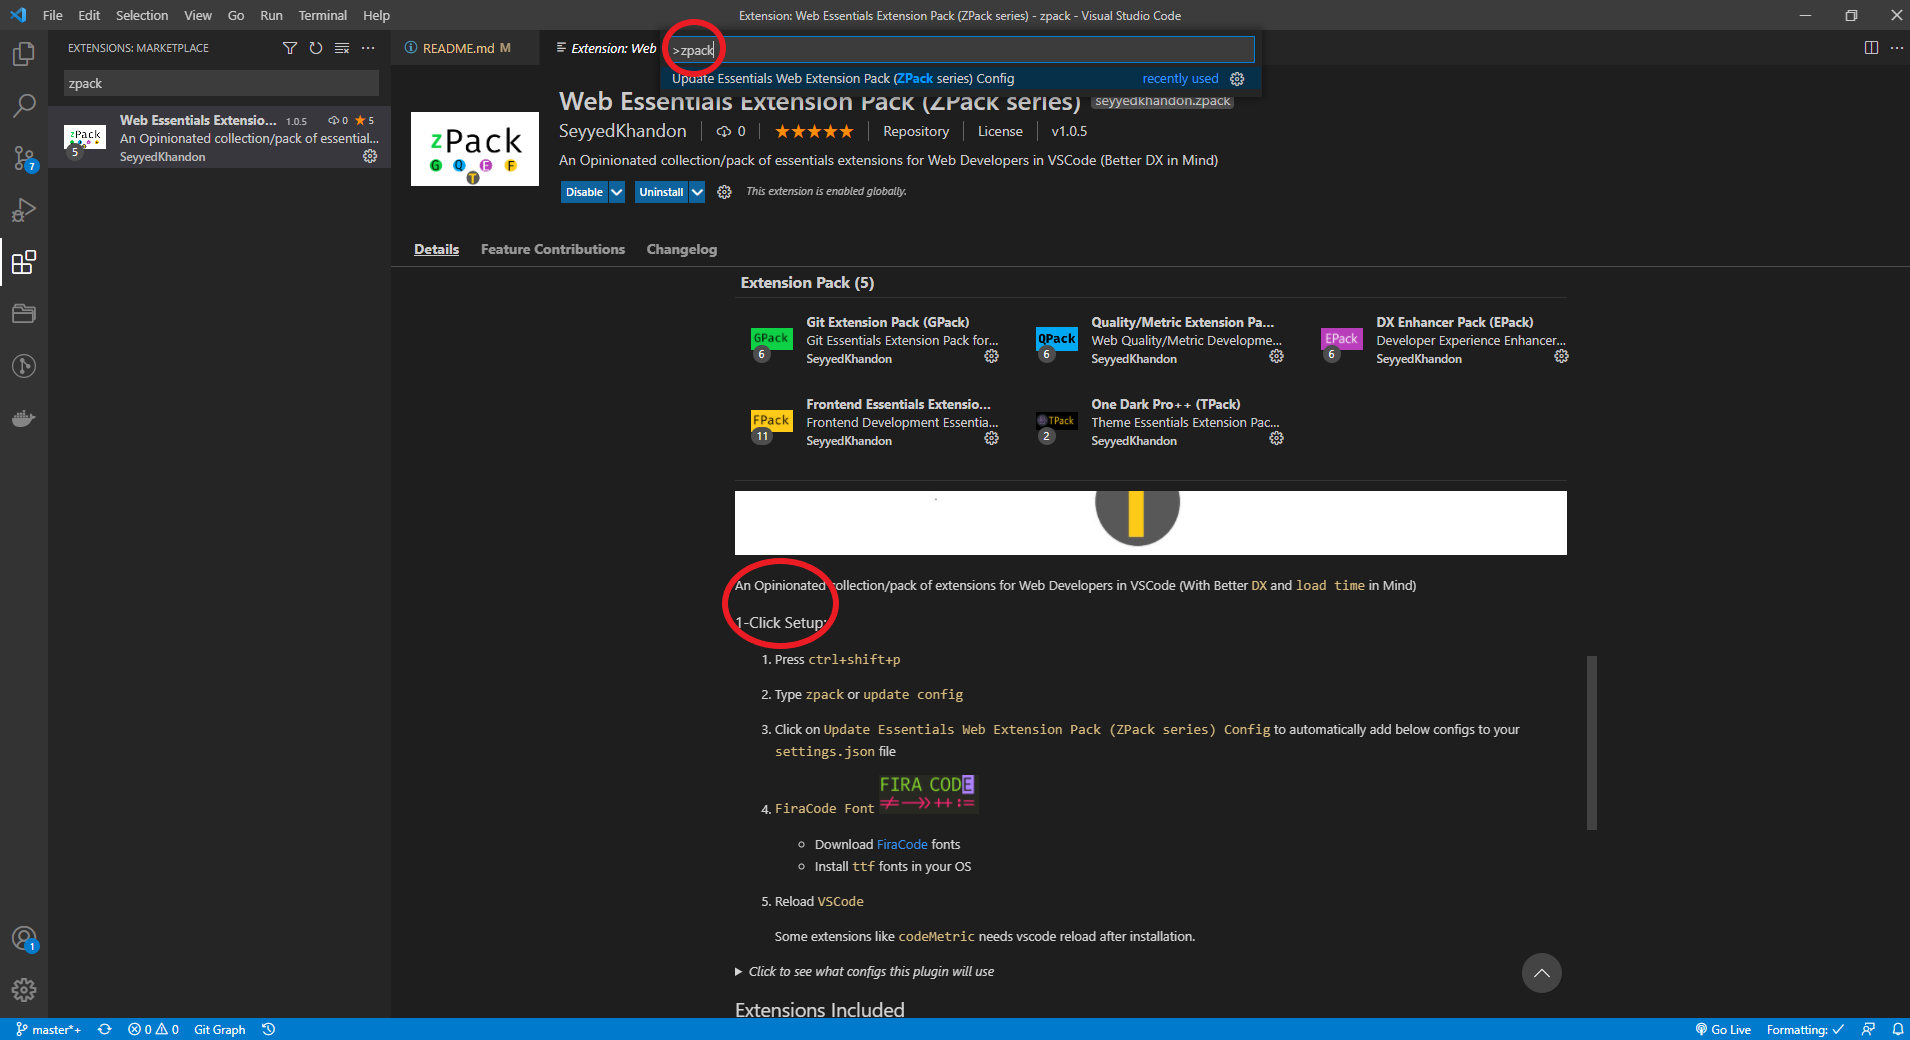 File Edit Selection View Go Run Terminal Help
Extension: Web Essentials Extension Pack (ZPack series) - zpack - Visual Studio Code
EXTENSIONS: MARKETPLACE
zpack
zPack
5
Web Essentials Extensio... 1.0.5 0 5
An Opinionated collection/pack of essential...
SeyyedKhandon
README.md M
Extension: Web
>zpack
Update Essentials Web Extension Pack (ZPack series) Config recently used
zPack
G Q E F
T
Web Essentials Extension Pack (ZPack series) seyyedkhandon.zpack
SeyyedKhandon 0 Repository License v1.0.5
An Opinionated collection/pack of essentials extensions for Web Developers in VSCode (Better DX in Mind)
Disable Uninstall This extension is enabled globally.
Details Feature Contributions Changelog
Extension Pack (5)
GPack
6
Git Extension Pack (GPack)
Git Essentials Extension Pack for...
SeyyedKhandon
QPack
6
Quality/Metric Extension Pa...
Web Quality/Metric Developme...
SeyyedKhandon
EPack
6
DX Enhancer Pack (EPack)
Developer Experience Enhancer...
SeyyedKhandon
FPack
11
Frontend Essentials Extensio...
Frontend Development Essentia...
SeyyedKhandon
TPack
2
One Dark Pro++ (TPack)
Theme Essentials Extension Pac...
SeyyedKhandon
An Opinionated collection/pack of extensions for Web Developers in VSCode (With Better DX and load time in Mind)
1-Click Setup:
1. Press ctrl+shift+p
2. Type zpack or update config
3. Click on Update Essentials Web Extension Pack (ZPack series) Config to automatically add below configs to your
settings.json file
FIRA CODE
≠ —>> ++ :=
4. FiraCode Font
Download FiraCode fonts
Install ttf fonts in your OS
5. Reload VSCode
Some extensions like codeMetric needs vscode reload after installation.
Click to see what configs this plugin will use
Extensions Included
7
1
master*+ 0 0 Git Graph Go Live Formatting: ✓